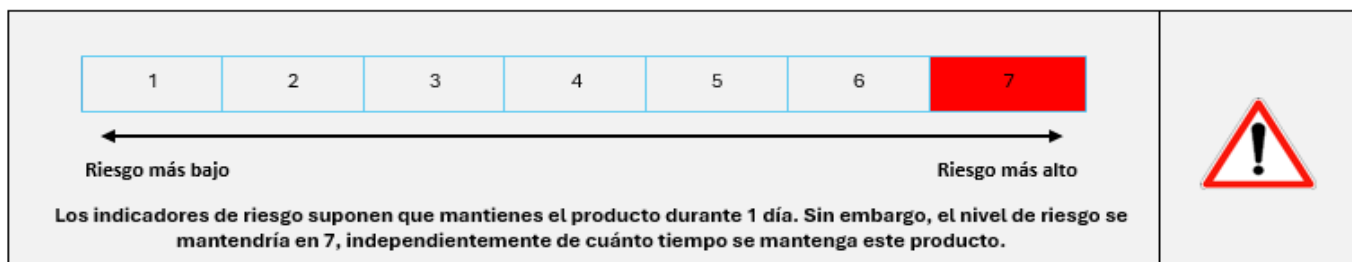 1 2 3 4 5 6 7
Riesgo más bajo Riesgo más alto
Los indicadores de riesgo suponen que mantienes el producto durante 1 día. Sin embargo, el nivel de riesgo se
mantendría en 7, independientemente de cuánto tiempo se mantenga este producto.